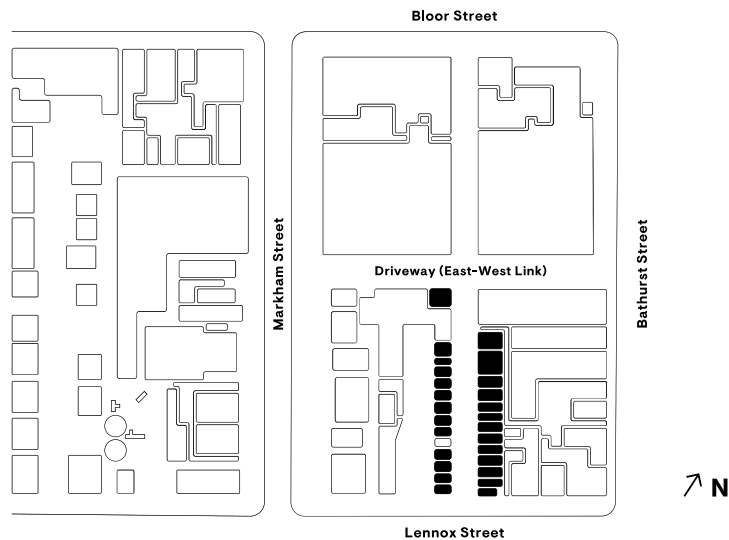 Bloor Street
Markham Street
Bathurst Street
Driveway (East-West Link)
N
Lennox Street